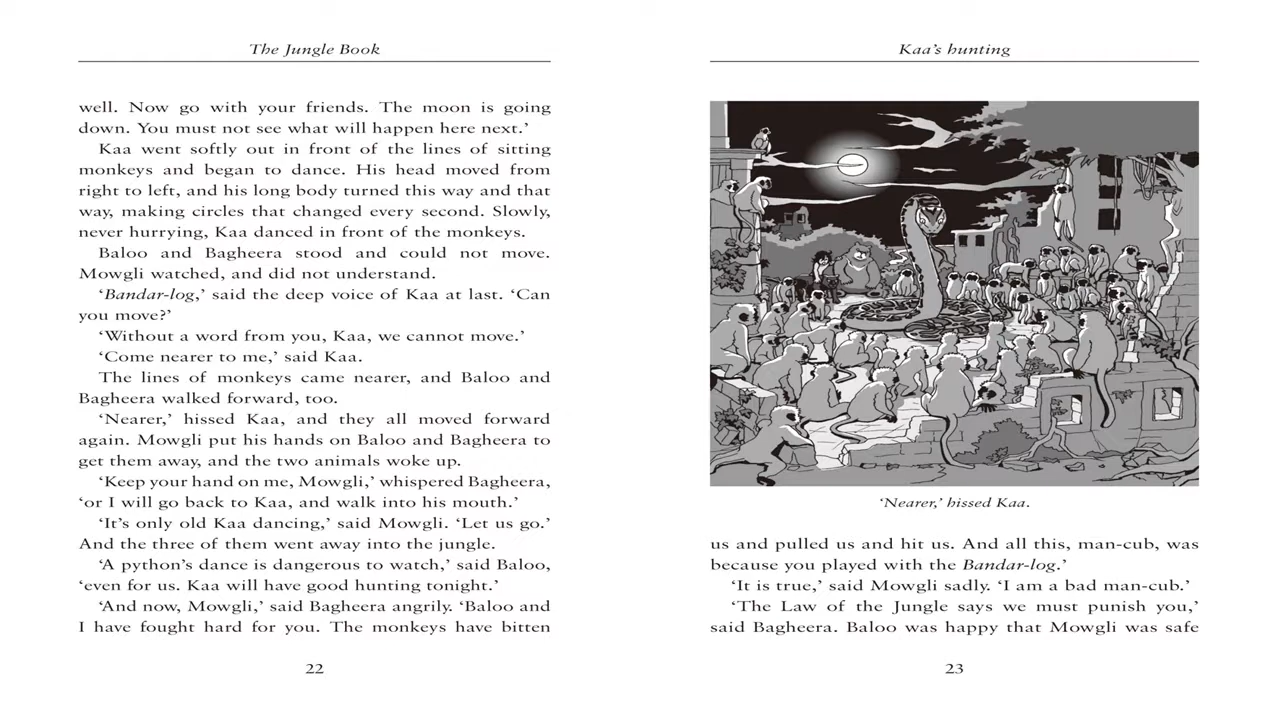 The Jungle Book
well. Now go with your friends. The moon is going
down. You must not see what will happen here next.’
Kaa went softly out in front of the lines of sitting
monkeys and began to dance. His head moved from
right to left, and his long body turned this way and that
way, making circles that changed every second. Slowly,
never hurrying, Kaa danced in front of the monkeys.
Baloo and Bagheera stood and could not move.
Mowgli watched, and did not understand.
‘Bandar-log,’ said the deep voice of Kaa at last. ‘Can
you move?’
‘Without a word from you, Kaa, we cannot move.’
‘Come nearer to me,’ said Kaa.
The lines of monkeys came nearer, and Baloo and
Bagheera walked forward, too.
‘Nearer,’ hissed Kaa, and they all moved forward
again. Mowgli put his hands on Baloo and Bagheera to
get them away, and the two animals woke up.
‘Keep your hand on me, Mowgli,’ whispered Bagheera,
‘or I will go back to Kaa, and walk into his mouth.’
‘It’s only old Kaa dancing,’ said Mowgli. ‘Let us go.’
And the three of them went away into the jungle.
‘A python’s dance is dangerous to watch,’ said Baloo,
‘even for us. Kaa will have good hunting tonight.’
‘And now, Mowgli,’ said Bagheera angrily. ‘Baloo and
I have fought hard for you. The monkeys have bitten
22
Kaa’s hunting
‘Nearer,’ hissed Kaa.
us and pulled us and hit us. And all this, man-cub, was
because you played with the Bandar-log.’
‘It is true,’ said Mowgli sadly. ‘I am a bad man-cub.’
‘The Law of the Jungle says we must punish you,’
said Bagheera. Baloo was happy that Mowgli was safe
23